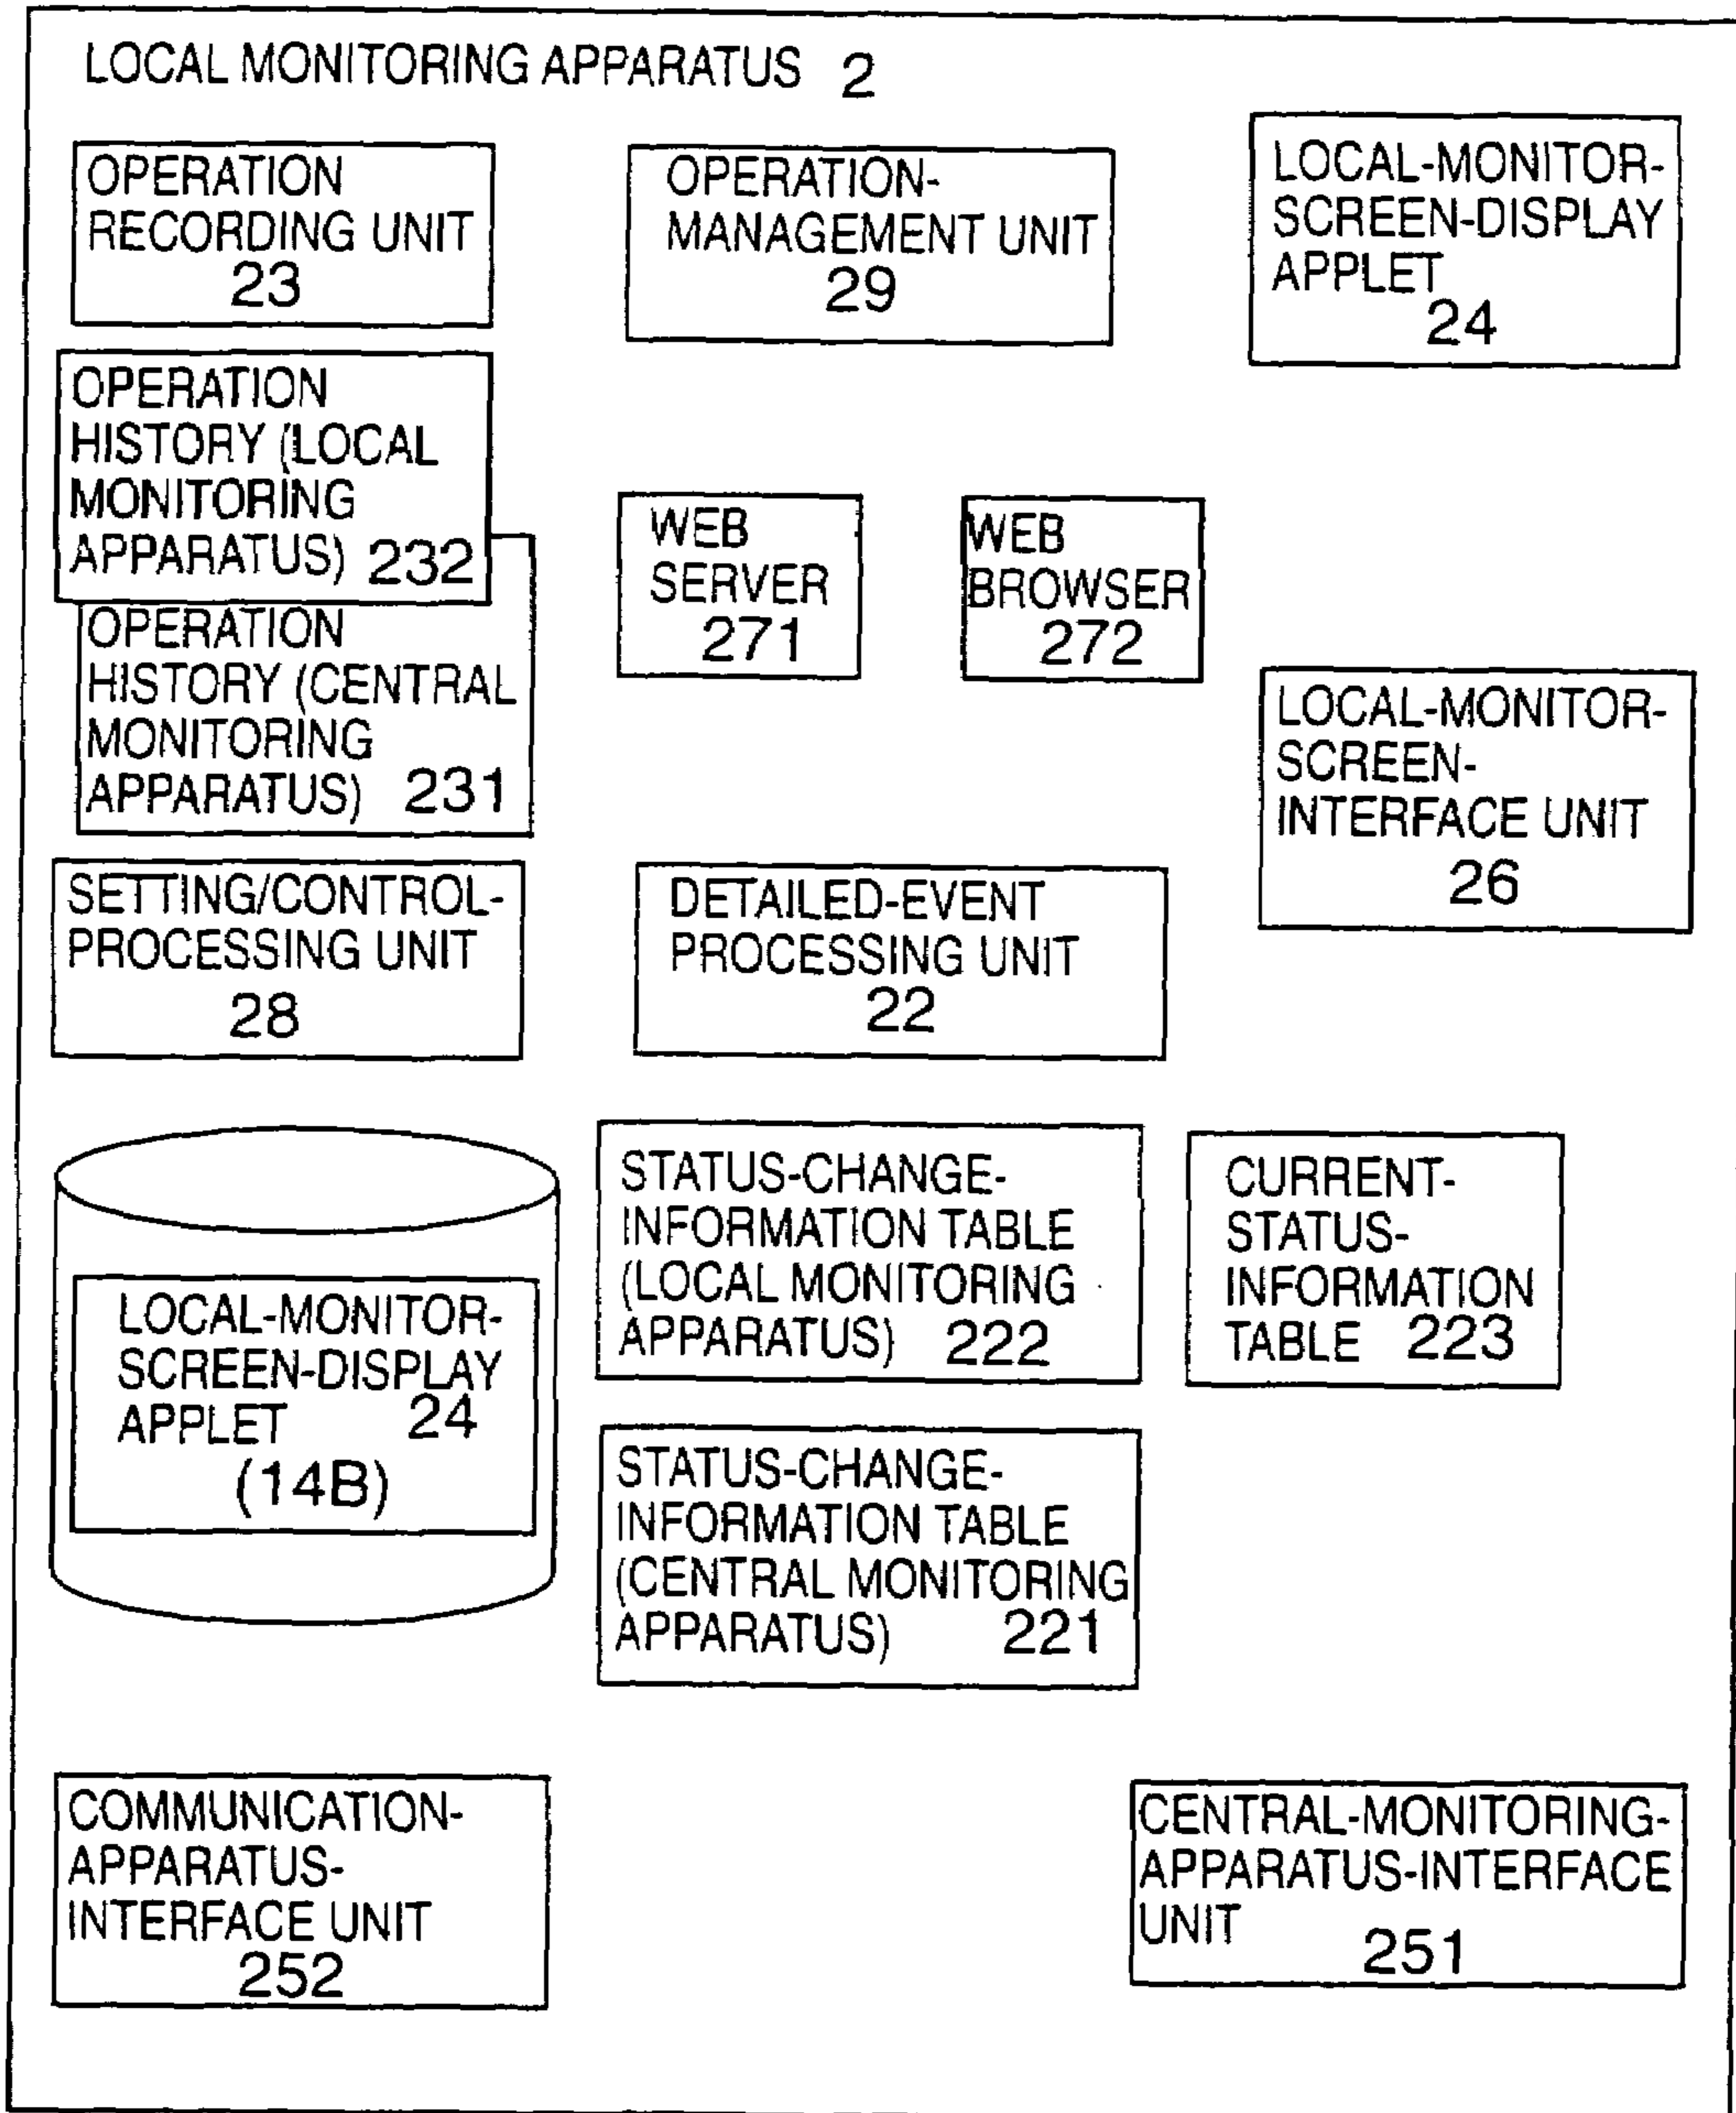 LOCAL MONITORING APPARATUS 2
OPERATION
RECORDING UNIT
23
OPERATION-
MANAGEMENT UNIT
29
LOCAL-MONITOR-
SCREEN-DISPLAY
APPLET
24
OPERATION
HISTORY (LOCAL
MONITORING
APPARATUS) 232
OPERATION
HISTORY (CENTRAL
MONITORING
APPARATUS) 231
WEB
SERVER
271
WEB
BROWSER
272
LOCAL-MONITOR-
SCREEN-
INTERFACE UNIT
26
SETTING/CONTROL-
PROCESSING UNIT
28
DETAILED-EVENT
PROCESSING UNIT
22
LOCAL-MONITOR-
SCREEN-DISPLAY
APPLET 24
(14B)
STATUS-CHANGE-
INFORMATION TABLE
(LOCAL MONITORING
APPARATUS) 222
CURRENT-
STATUS-
INFORMATION
TABLE 223
STATUS-CHANGE-
INFORMATION TABLE
(CENTRAL MONITORING
APPARATUS) 221
COMMUNICATION-
APPARATUS-
INTERFACE UNIT
252
CENTRAL-MONITORING-
APPARATUS-INTERFACE
UNIT 251